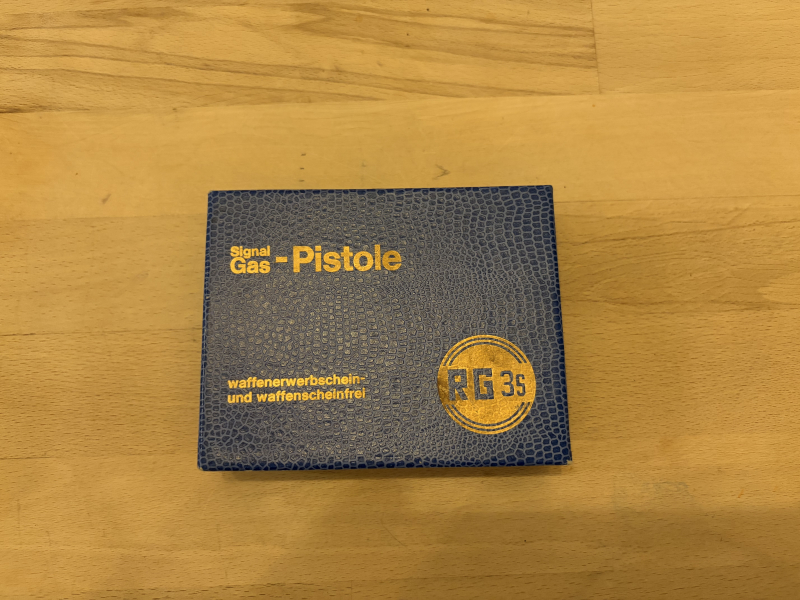 Signal
Gas - Pistole
waffenerwerbschein-
und waffenscheinfrei
RG 3s